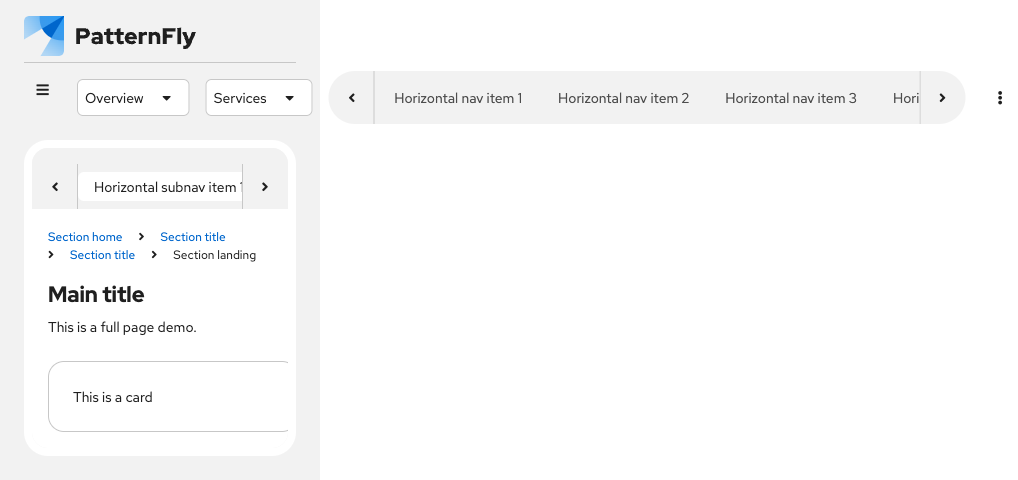 PatternFly
Overview Services Horizontal nav item 1 Horizontal nav item 2 Horizontal nav item 3 Hori
Horizontal subnav item 1
Section home Section title
Section title Section landing
Main title
This is a full page demo.
This is a card